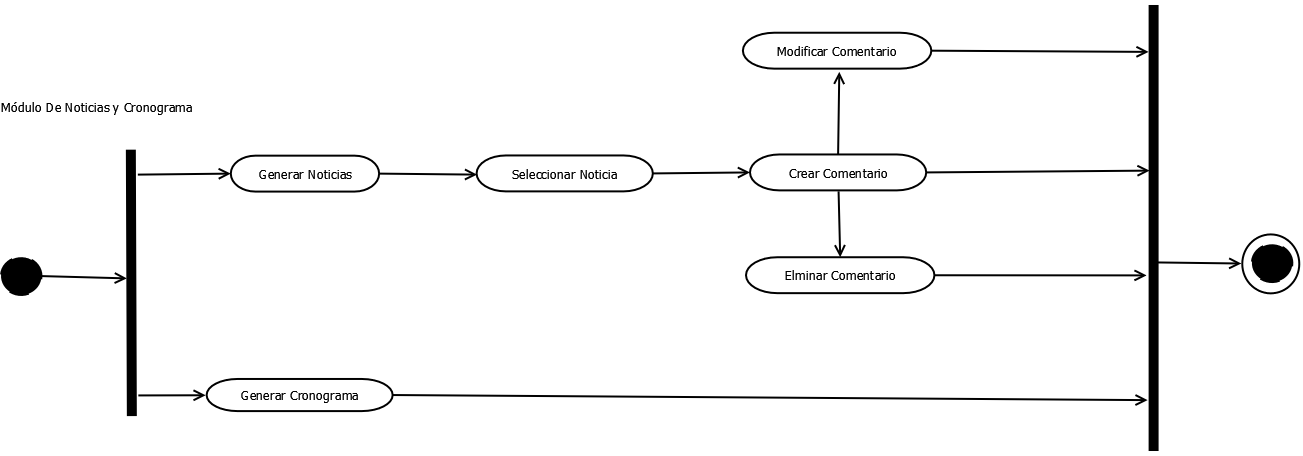 Módulo De Noticias y Cronograma
Modificar Comentario
Generar Noticias
Seleccionar Noticia
Crear Comentario
Elminar Comentario
Generar Cronograma